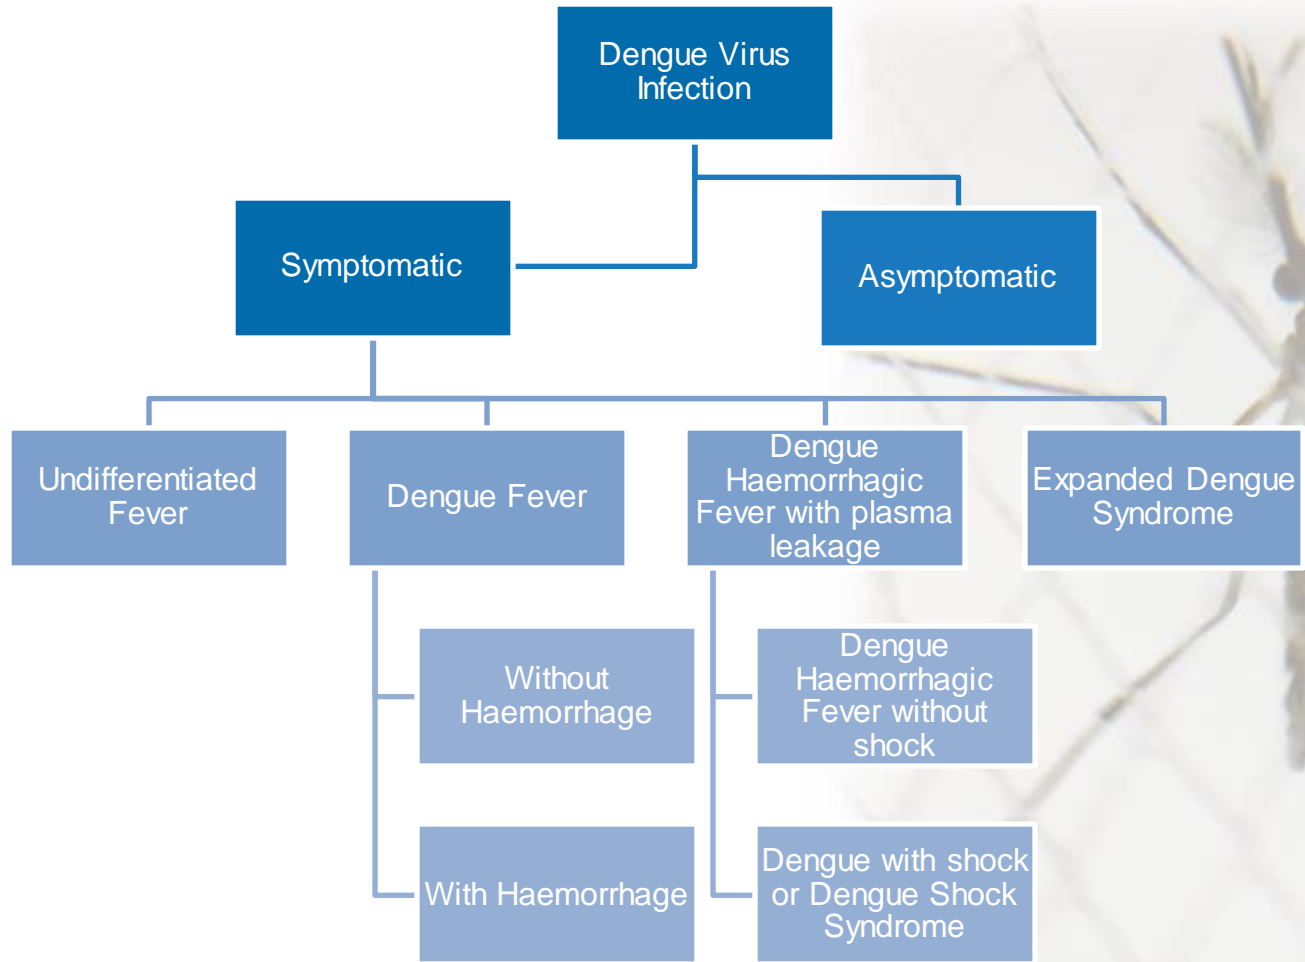 Dengue Virus
Infection
Symptomatic
Asymptomatic
Undifferentiated
Fever
Dengue Fever
Dengue
Haemorrhagic
Fever with plasma
leakage
Expanded Dengue
Syndrome
Without
Haemorrhage
Dengue
Haemorrhagic
Fever without
shock
With Haemorrhage
Dengue with shock
or Dengue Shock
Syndrome